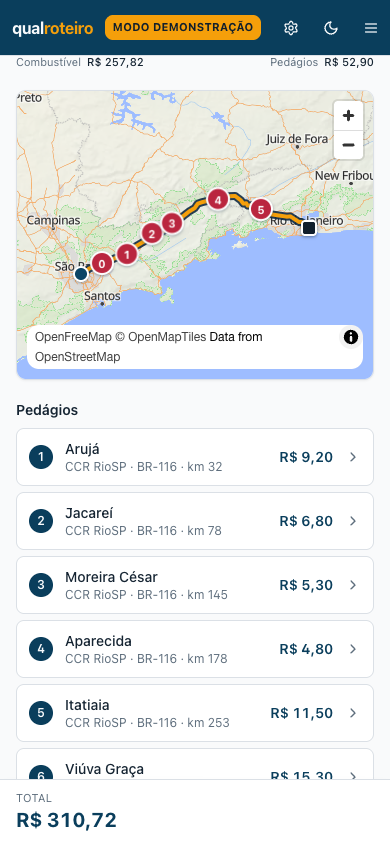 qualroteiro
MODO DEMONSTRAÇÃO
Combustível R$ 257,82
Pedágios R$ 52,90
Preto
Juiz de Fora
New Fribou
Campinas
São P
Rio de Janeiro
Santos
0
1
2
3
4
5
OpenFreeMap © OpenMapTiles Data from
OpenStreetMap
Pedágios
1
Arujá
CCR RioSP · BR-116 · km 32
R$ 9,20
2
Jacareí
CCR RioSP · BR-116 · km 78
R$ 6,80
3
Moreira César
CCR RioSP · BR-116 · km 145
R$ 5,30
4
Aparecida
CCR RioSP · BR-116 · km 178
R$ 4,80
5
Itatiaia
CCR RioSP · BR-116 · km 253
R$ 11,50
6
Viúva Graça
R$ 15,30
TOTAL
R$ 310,72